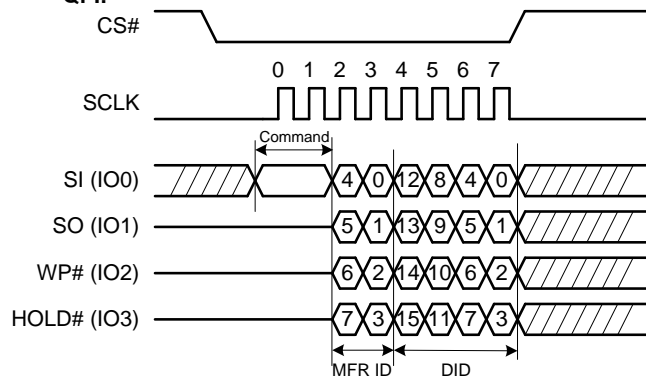 CS#
0 1 2 3 4 5 6 7
SCLK
Command
SI (IO0) 4 0 12 8 4 0
SO (IO1) 5 1 13 9 5 1
WP# (IO2) 6 2 14 10 6 2
HOLD# (IO3) 7 3 15 11 7 3
MFR ID DID